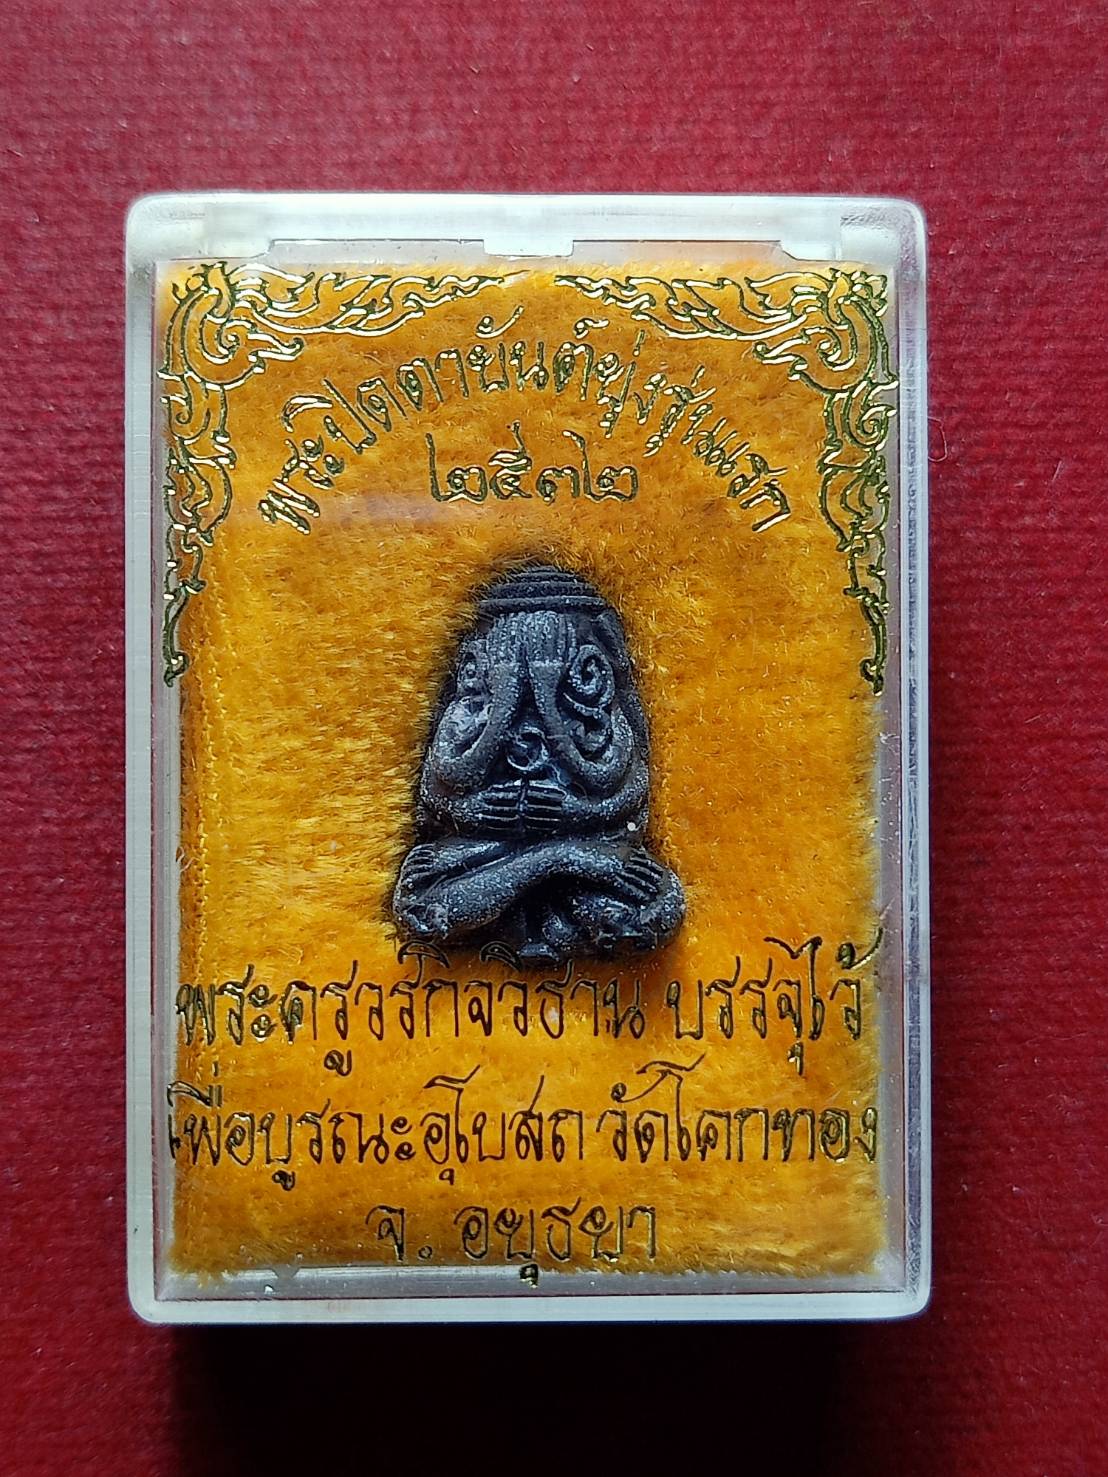 พระปิดตายันต์ยุ่งรุ่นแรก
๒๕๓๒
พระครูวรกิจวิธาน บรรจุไว้
เพื่อบูรณะอุโบสถ วัดโคกทอง
จ. อยุธยา